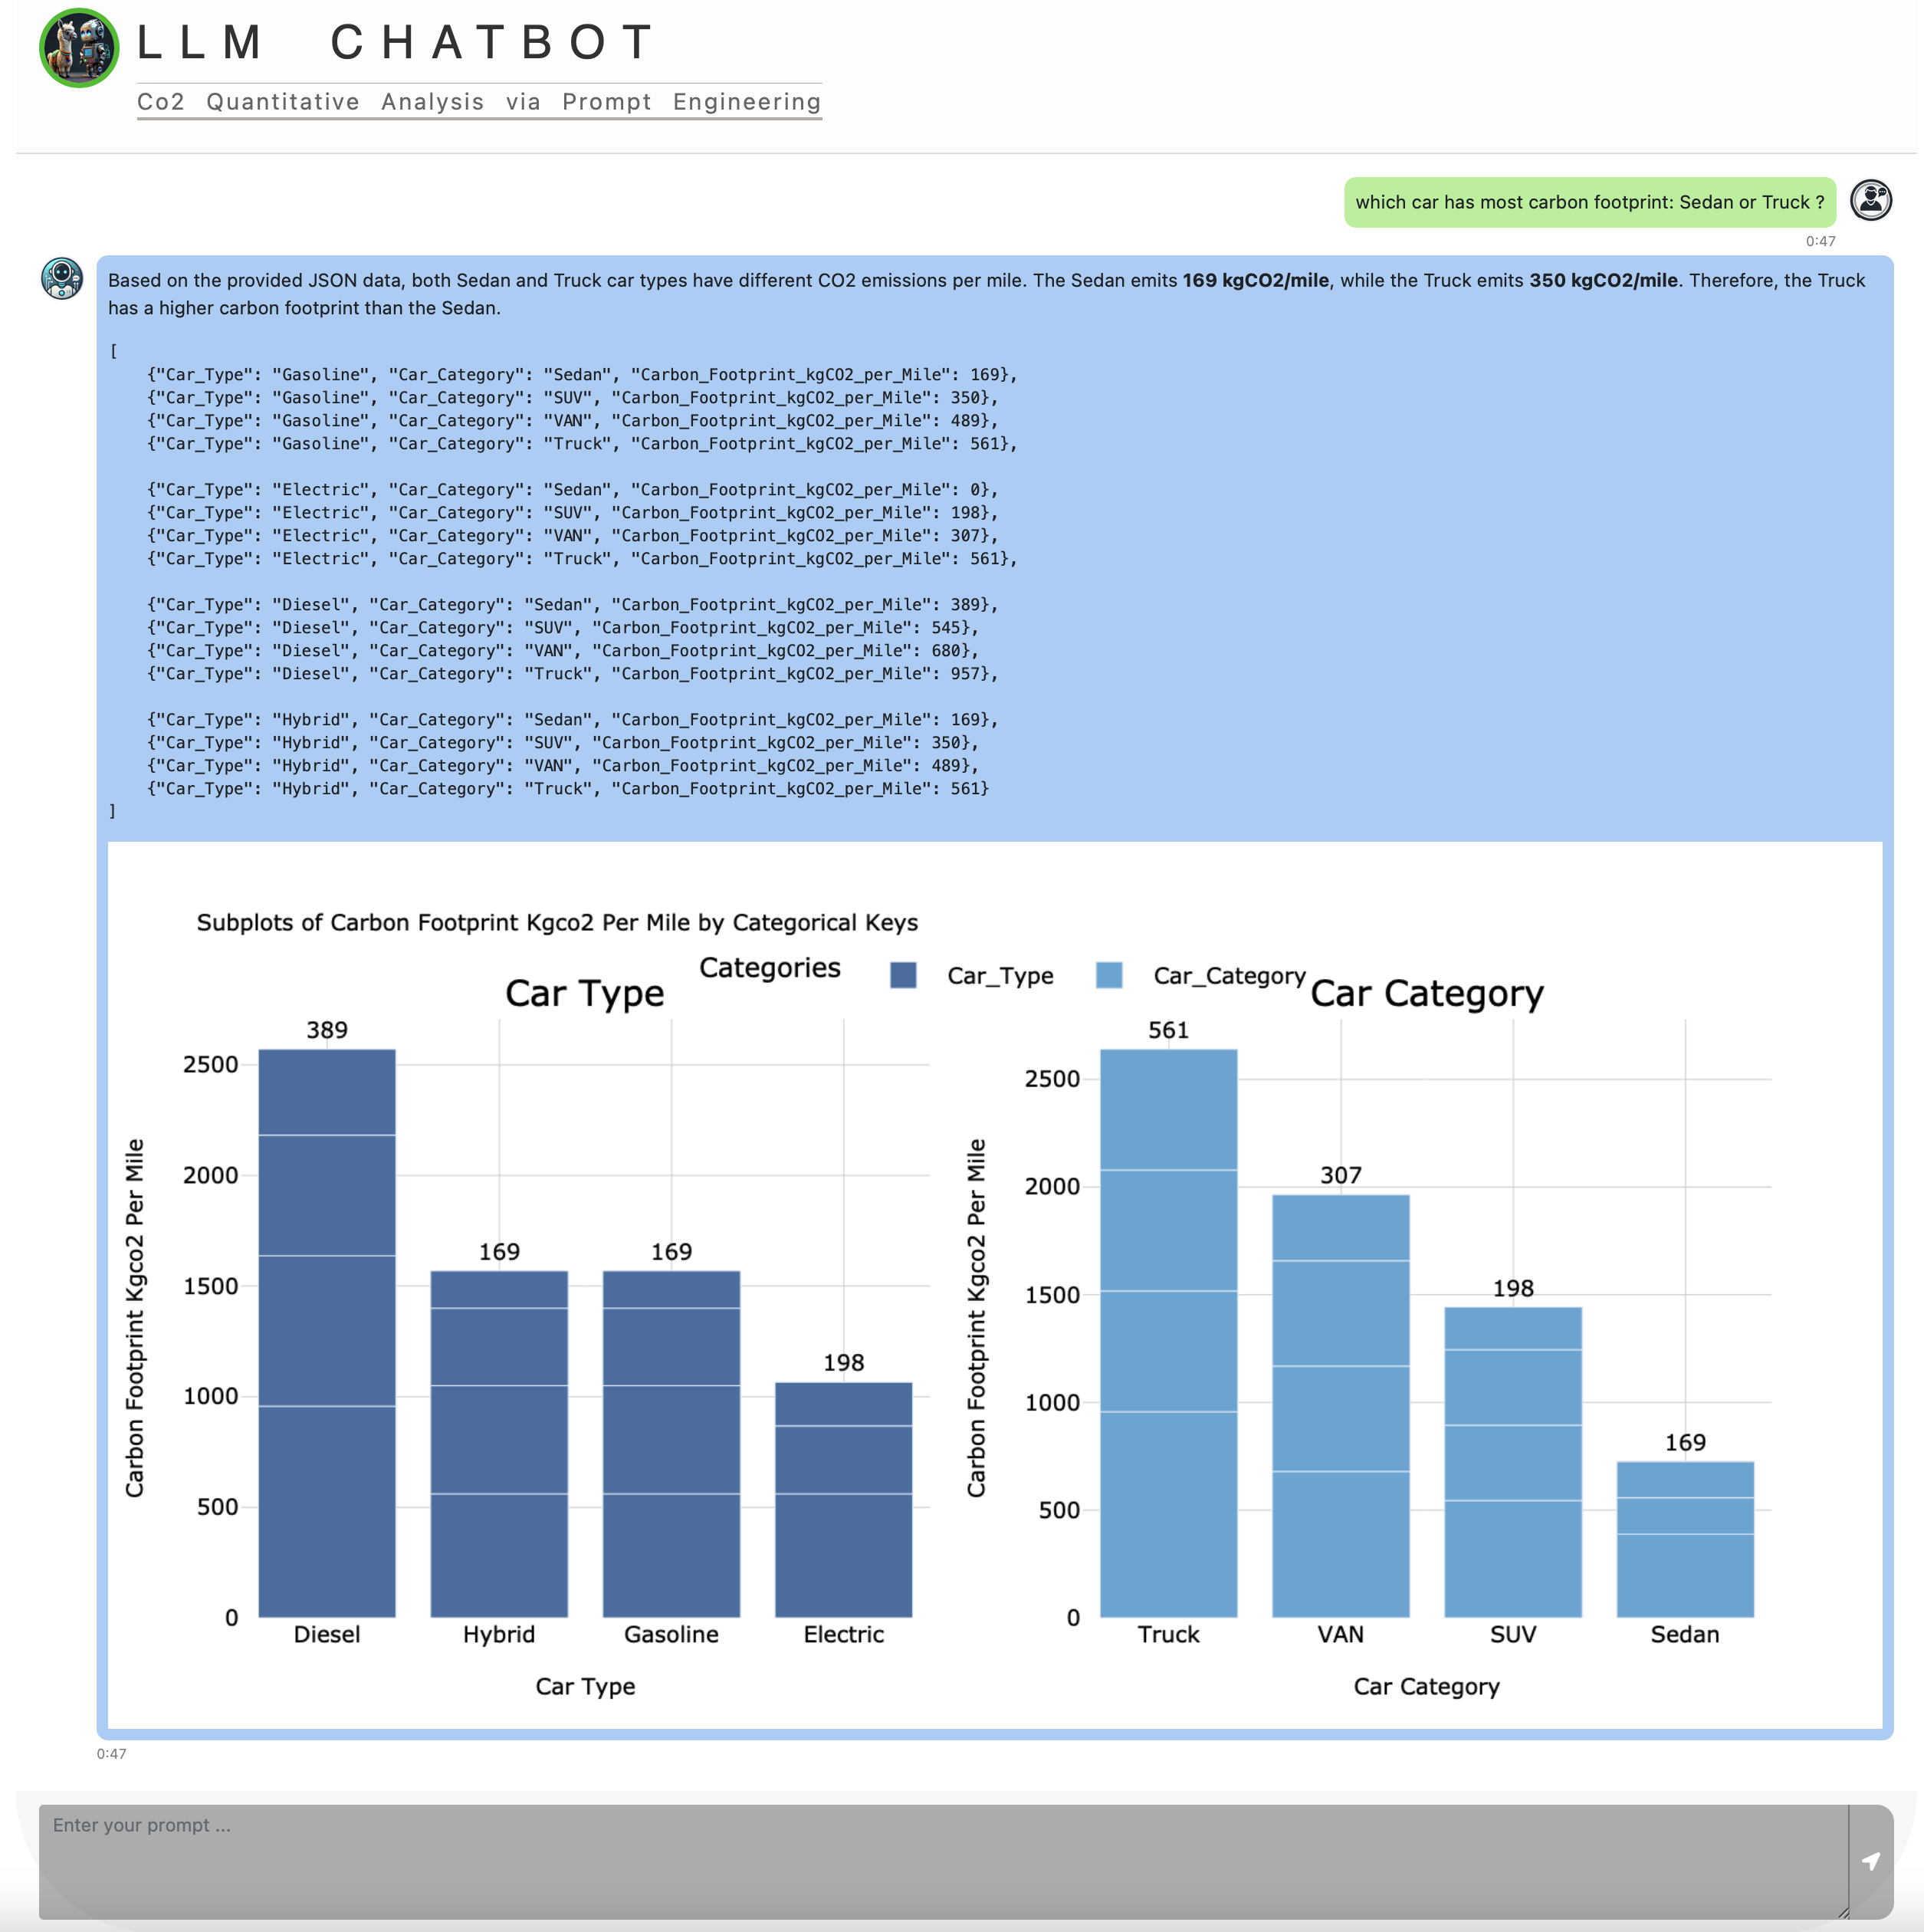 LLM CHATBOT
Co2 Quantitative Analysis via Prompt Engineering
which car has most carbon footprint: Sedan or Truck ?
0:47
Based on the provided JSON data, both Sedan and Truck car types have different CO2 emissions per mile. The Sedan emits 169 kgCO2/mile, while the Truck emits 350 kgCO2/mile. Therefore, the Truck
has a higher carbon footprint than the Sedan.
[
{"Car_Type": "Gasoline", "Car_Category": "Sedan", "Carbon_Footprint_kgCO2_per_Mile": 169},
{"Car_Type": "Gasoline", "Car_Category": "SUV", "Carbon_Footprint_kgCO2_per_Mile": 350},
{"Car_Type": "Gasoline", "Car_Category": "VAN", "Carbon_Footprint_kgCO2_per_Mile": 489},
{"Car_Type": "Gasoline", "Car_Category": "Truck", "Carbon_Footprint_kgCO2_per_Mile": 561},
{"Car_Type": "Electric", "Car_Category": "Sedan", "Carbon_Footprint_kgCO2_per_Mile": 0},
{"Car_Type": "Electric", "Car_Category": "SUV", "Carbon_Footprint_kgCO2_per_Mile": 198},
{"Car_Type": "Electric", "Car_Category": "VAN", "Carbon_Footprint_kgCO2_per_Mile": 307},
{"Car_Type": "Electric", "Car_Category": "Truck", "Carbon_Footprint_kgCO2_per_Mile": 561},
{"Car_Type": "Diesel", "Car_Category": "Sedan", "Carbon_Footprint_kgCO2_per_Mile": 389},
{"Car_Type": "Diesel", "Car_Category": "SUV", "Carbon_Footprint_kgCO2_per_Mile": 545},
{"Car_Type": "Diesel", "Car_Category": "VAN", "Carbon_Footprint_kgCO2_per_Mile": 680},
{"Car_Type": "Diesel", "Car_Category": "Truck", "Carbon_Footprint_kgCO2_per_Mile": 957},
{"Car_Type": "Hybrid", "Car_Category": "Sedan", "Carbon_Footprint_kgCO2_per_Mile": 169},
{"Car_Type": "Hybrid", "Car_Category": "SUV", "Carbon_Footprint_kgCO2_per_Mile": 350},
{"Car_Type": "Hybrid", "Car_Category": "VAN", "Carbon_Footprint_kgCO2_per_Mile": 489},
{"Car_Type": "Hybrid", "Car_Category": "Truck", "Carbon_Footprint_kgCO2_per_Mile": 561}
]
Subplots of Carbon Footprint Kgco2 Per Mile by Categorical Keys
Categories Car_Type Car_Category
Car Type
389
169
169
198
2500
2000
1500
1000
500
0
Carbon Footprint Kgco2 Per Mile
Diesel Hybrid Gasoline Electric
Car Type
Car Category
561
307
198
169
2500
2000
1500
1000
500
0
Carbon Footprint Kgco2 Per Mile
Truck VAN SUV Sedan
Car Category
0:47
Enter your prompt ...